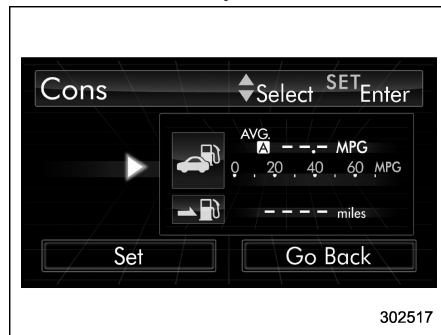 Cons Select SET Enter
AVG.
A --.- MPG
0 . 20 . 40 . 60 MPG
---- miles
Set Go Back
302517